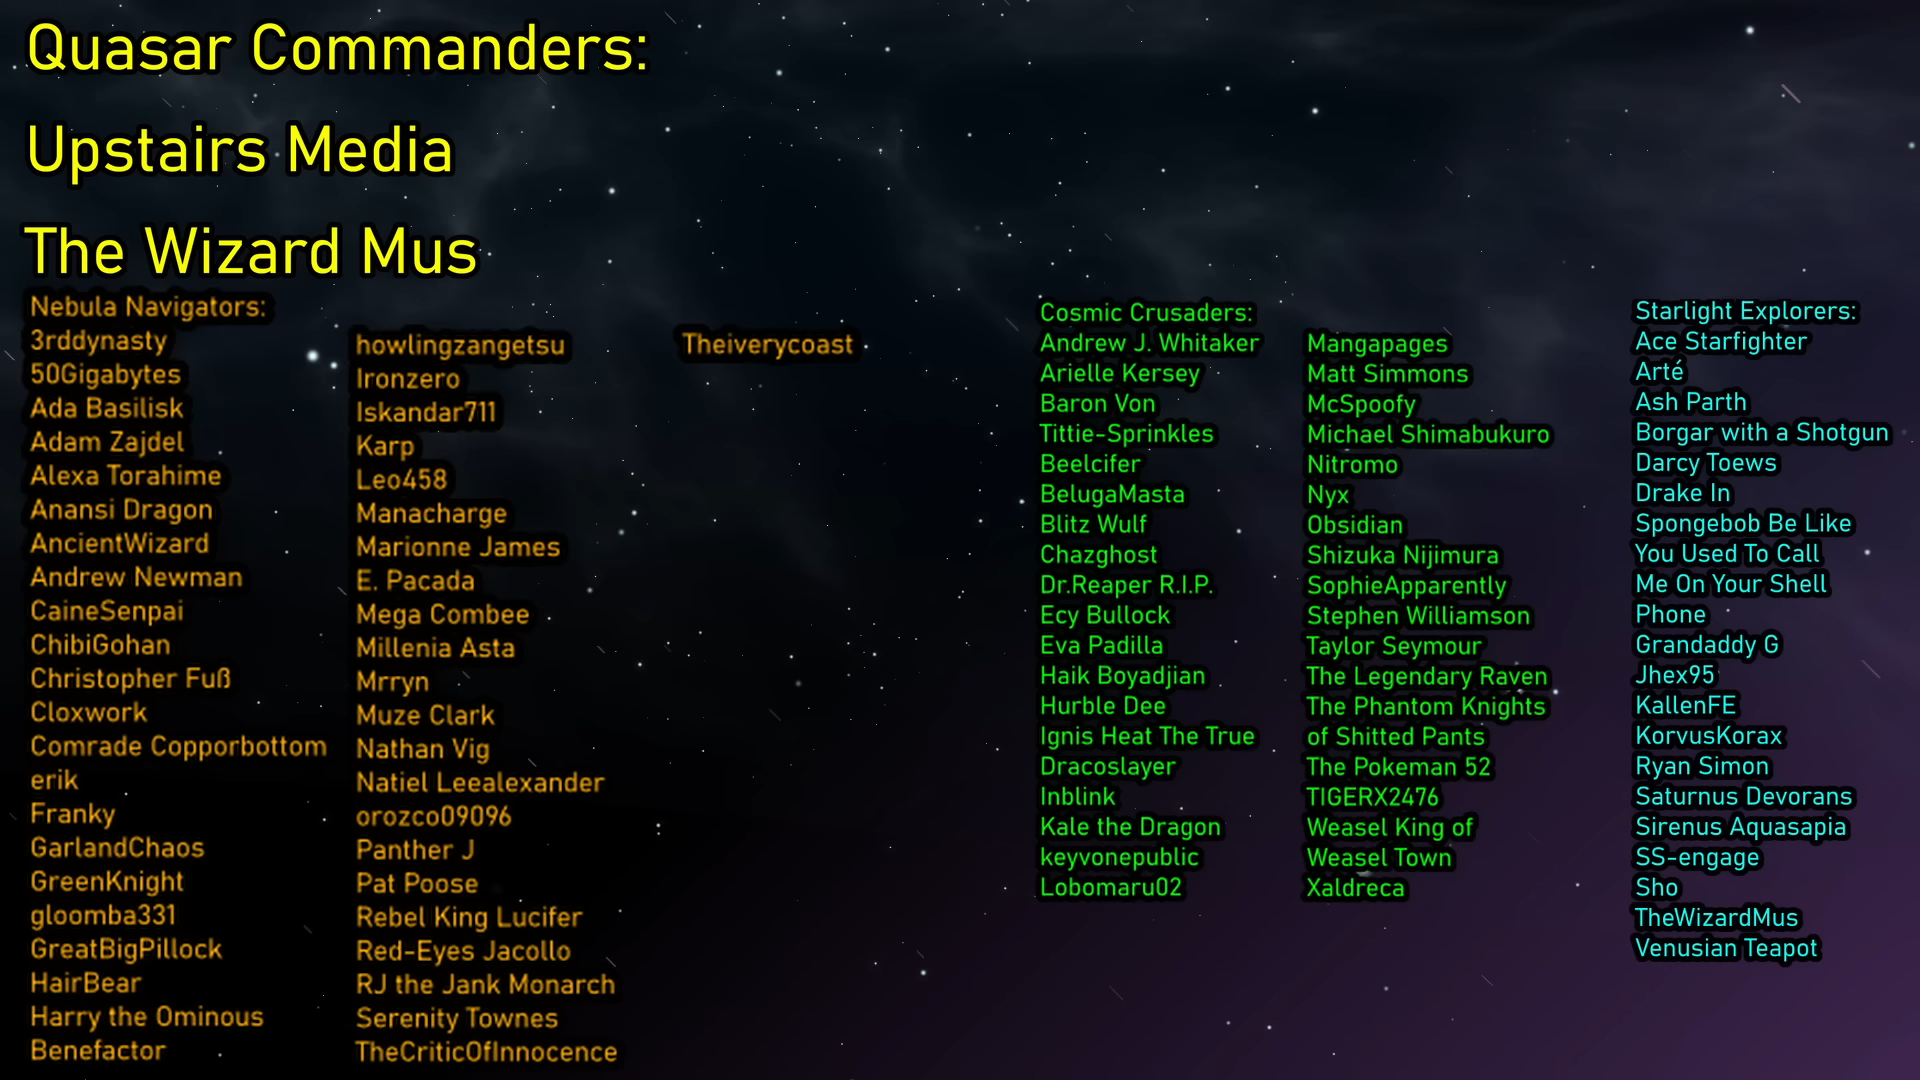 Quasar Commanders:
Upstairs Media
The Wizard Mus
Nebula Navigators:
3rddynasty
50Gigabytes
Ada Basilisk
Adam Zajdel
Alexa Torahime
Anansi Dragon
AncientWizard
Andrew Newman
CaineSenpai
ChibiGohan
Christopher Fuß
Cloxwork
Comrade Copporbottom
erik
Franky
GarlandChaos
GreenKnight
gloomba331
GreatBigPillock
HairBear
Harry the Ominous
Benefactor
howlingzangetsu
Ironzero
Iskandar711
Karp
Leo458
Manacharge
Marionne James
E. Pacada
Mega Combee
Millenia Asta
Mrryn
Muze Clark
Nathan Vig
Natiel Leealexander
orozco09096
Panther J
Pat Poose
Rebel King Lucifer
Red-Eyes Jacollo
RJ the Jank Monarch
Serenity Townes
TheCriticOfInnocence
Theiverycoast
Cosmic Crusaders:
Andrew J. Whitaker
Arielle Kersey
Baron Von
Tittie-Sprinkles
Beelcifer
BelugaMasta
Blitz Wulf
Chazghost
Dr.Reaper R.I.P.
Ecy Bullock
Eva Padilla
Haik Boyadjian
Hurble Dee
Ignis Heat The True
Dracoslayer
Inblink
Kale the Dragon
keyvonepublic
Lobomaru02
Mangapages
Matt Simmons
McSpoofy
Michael Shimabukuro
Nitromo
Nyx
Obsidian
Shizuka Nijimura
SophieApparently
Stephen Williamson
Taylor Seymour
The Legendary Raven
The Phantom Knights
of Shitted Pants
The Pokeman 52
TIGERX2476
Weasel King of
Weasel Town
Xaldreca
Starlight Explorers:
Ace Starfighter
Arté
Ash Parth
Borgar with a Shotgun
Darcy Toews
Drake In
Spongebob Be Like
You Used To Call
Me On Your Shell
Phone
Grandaddy G
Jhex95
KallenFE
KorvusKorax
Ryan Simon
Saturnus Devorans
Sirenus Aquasapia
SS-engage
Sho
TheWizardMus
Venusian Teapot